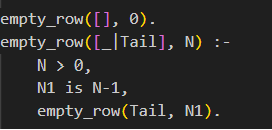 empty_row([], 0).
empty_row([_|Tail], N) :-
    N > 0,
    N1 is N-1,
    empty_row(Tail, N1).